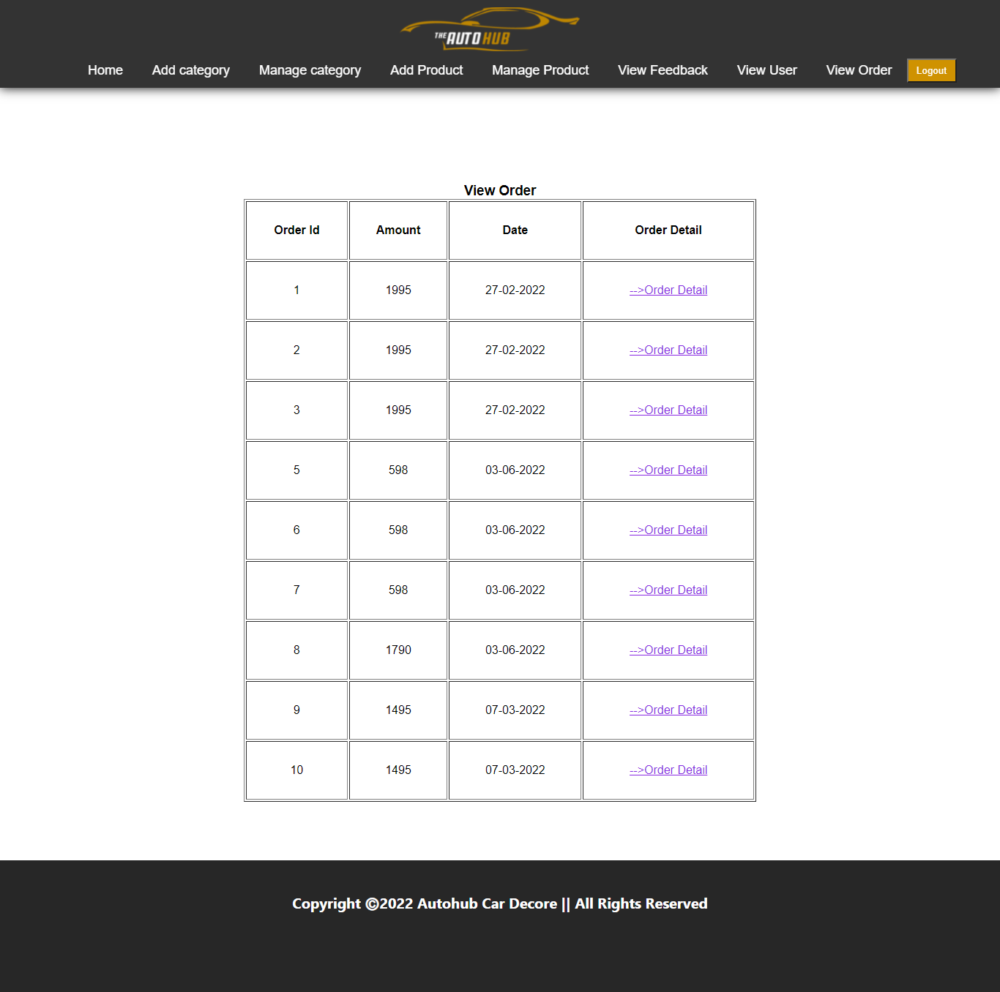 THE AUTO HUB
Home Add category Manage category Add Product Manage Product View Feedback View User View Order Logout
View Order
Order Id Amount Date Order Detail
1 1995 27-02-2022 -->Order Detail
2 1995 27-02-2022 -->Order Detail
3 1995 27-02-2022 -->Order Detail
5 598 03-06-2022 -->Order Detail
6 598 03-06-2022 -->Order Detail
7 598 03-06-2022 -->Order Detail
8 1790 03-06-2022 -->Order Detail
9 1495 07-03-2022 -->Order Detail
10 1495 07-03-2022 -->Order Detail
Copyright ©2022 Autohub Car Decore || All Rights Reserved